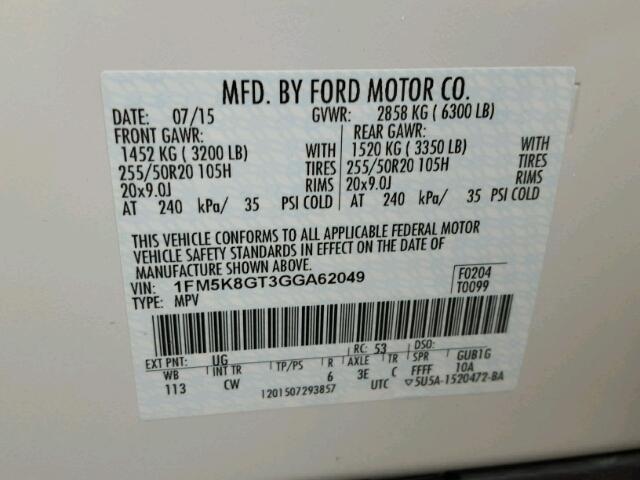 MFD. BY FORD MOTOR CO.
DATE: 07/15 GVWR: 2858 KG ( 6300 LB)
FRONT GAWR: REAR GAWR:
1452 KG ( 3200 LB) WITH 1520 KG ( 3350 LB) WITH
255/50R20 105H TIRES 255/50R20 105H TIRES
20x9.0J RIMS 20x9.0J RIMS
AT 240 kPa/ 35 PSI COLD AT 240 kPa/ 35 PSI COLD
THIS VEHICLE CONFORMS TO ALL APPLICABLE FEDERAL MOTOR
VEHICLE SAFETY STANDARDS IN EFFECT ON THE DATE OF
MANUFACTURE SHOWN ABOVE.
VIN: 1FM5K8GT3GGA62049 F0204
TYPE: MPV T0099
EXT PNT: UG RC: 53 DSO:
WB INT TR TP/PS R AXLE TR SPR GUB1G
113 CW 6 3E C FFFF 10A
1201507293857 UTC ▽5U5A-1520472-BA